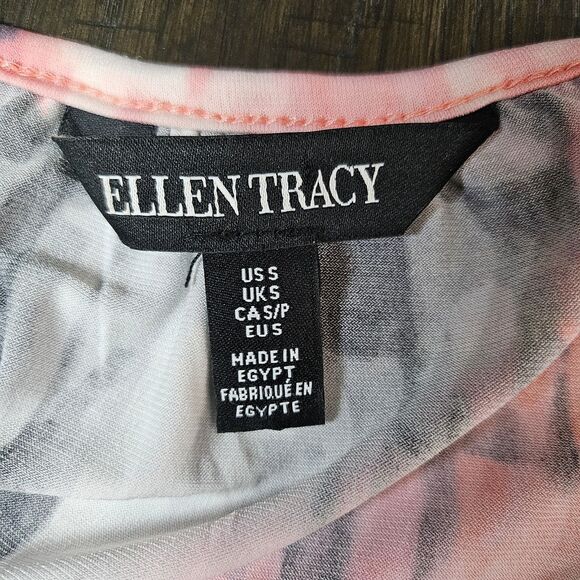 ELLEN TRACY
US S
UK S
CA S/P
EU S
MADE IN
EGYPT
FABRIQUÉ EN
EGYPTE